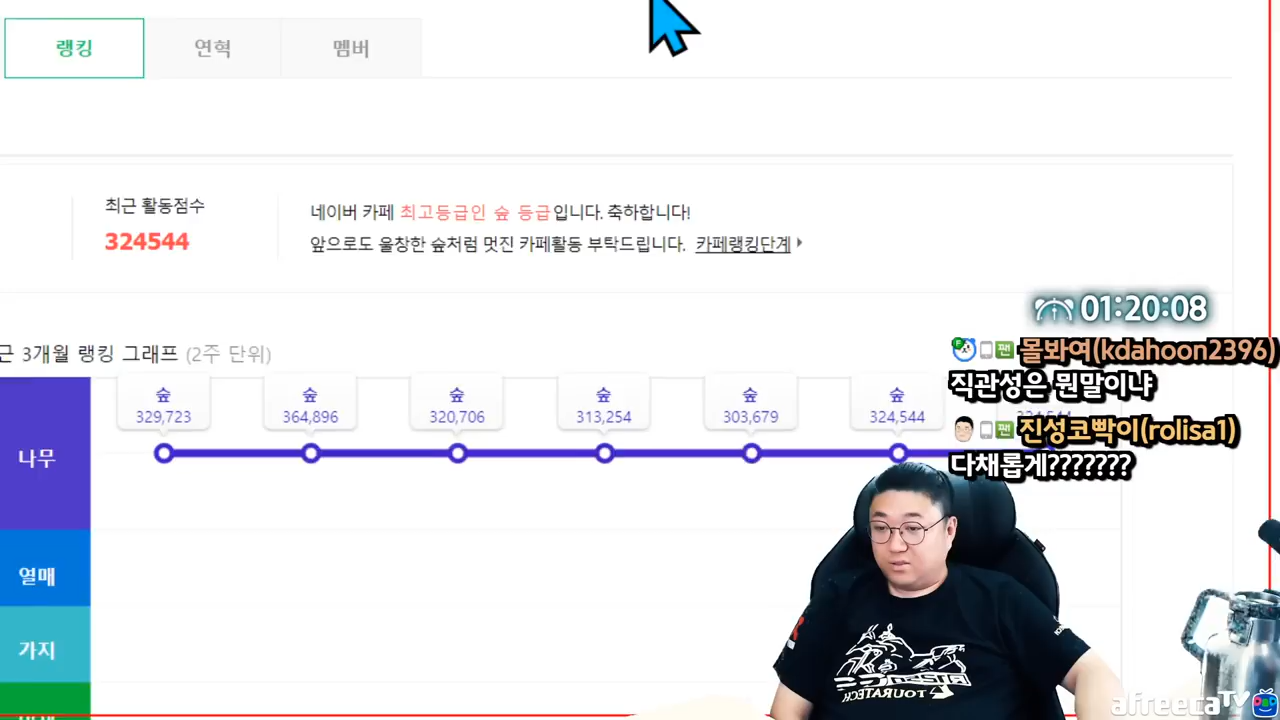 랭킹
연혁
멤버
최근 활동점수
324544
네이버 카페 최고등급인 숲 등급입니다. 축하합니다!
앞으로도 울창한 숲처럼 멋진 카페활동 부탁드립니다. 카페랭킹단계
01:20:08
근 3개월 랭킹 그래프 (2주 단위)
팬 몰봐여(kdahoon2396)
직관성은 뭔말이냐
팬 진성코빡이(rolisa1)
다채롭게???????
숲
329,723
숲
364,896
숲
320,706
숲
313,254
숲
303,679
숲
324,544
나무
열매
가지
TOURATECH
afreecaTV